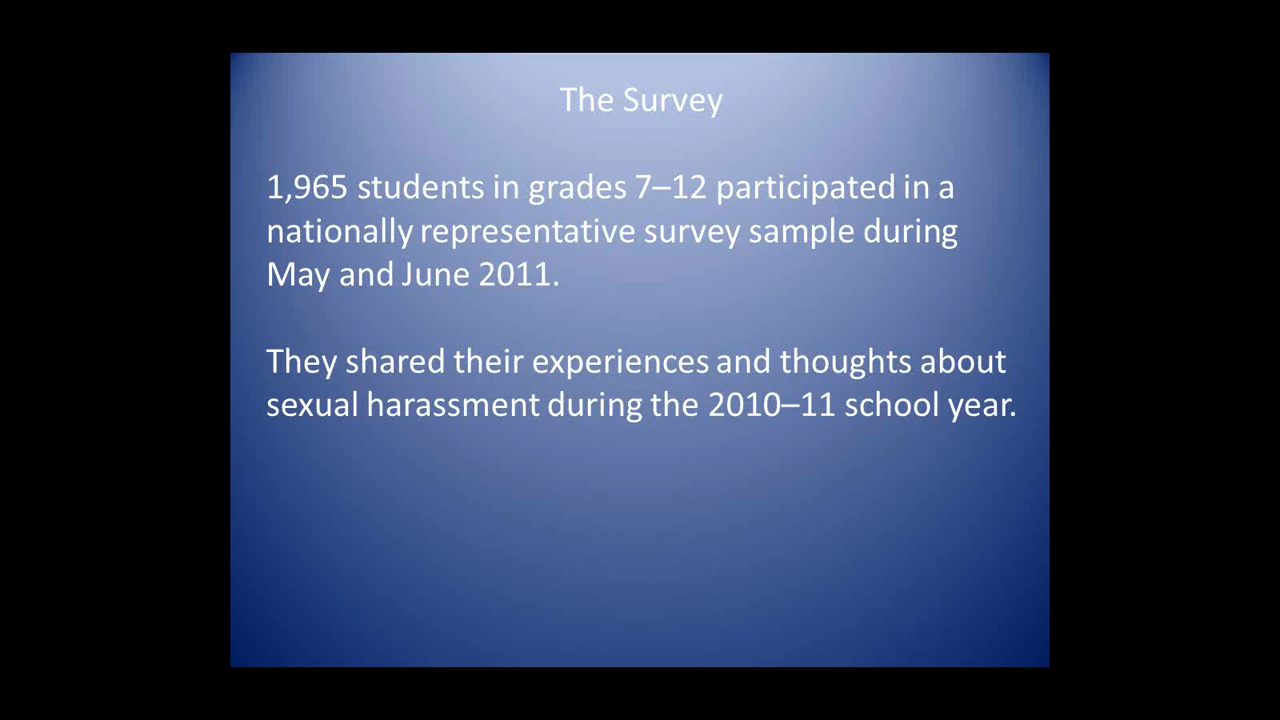 The Survey
1,965 students in grades 7–12 participated in a
nationally representative survey sample during
May and June 2011.
They shared their experiences and thoughts about
sexual harassment during the 2010–11 school year.